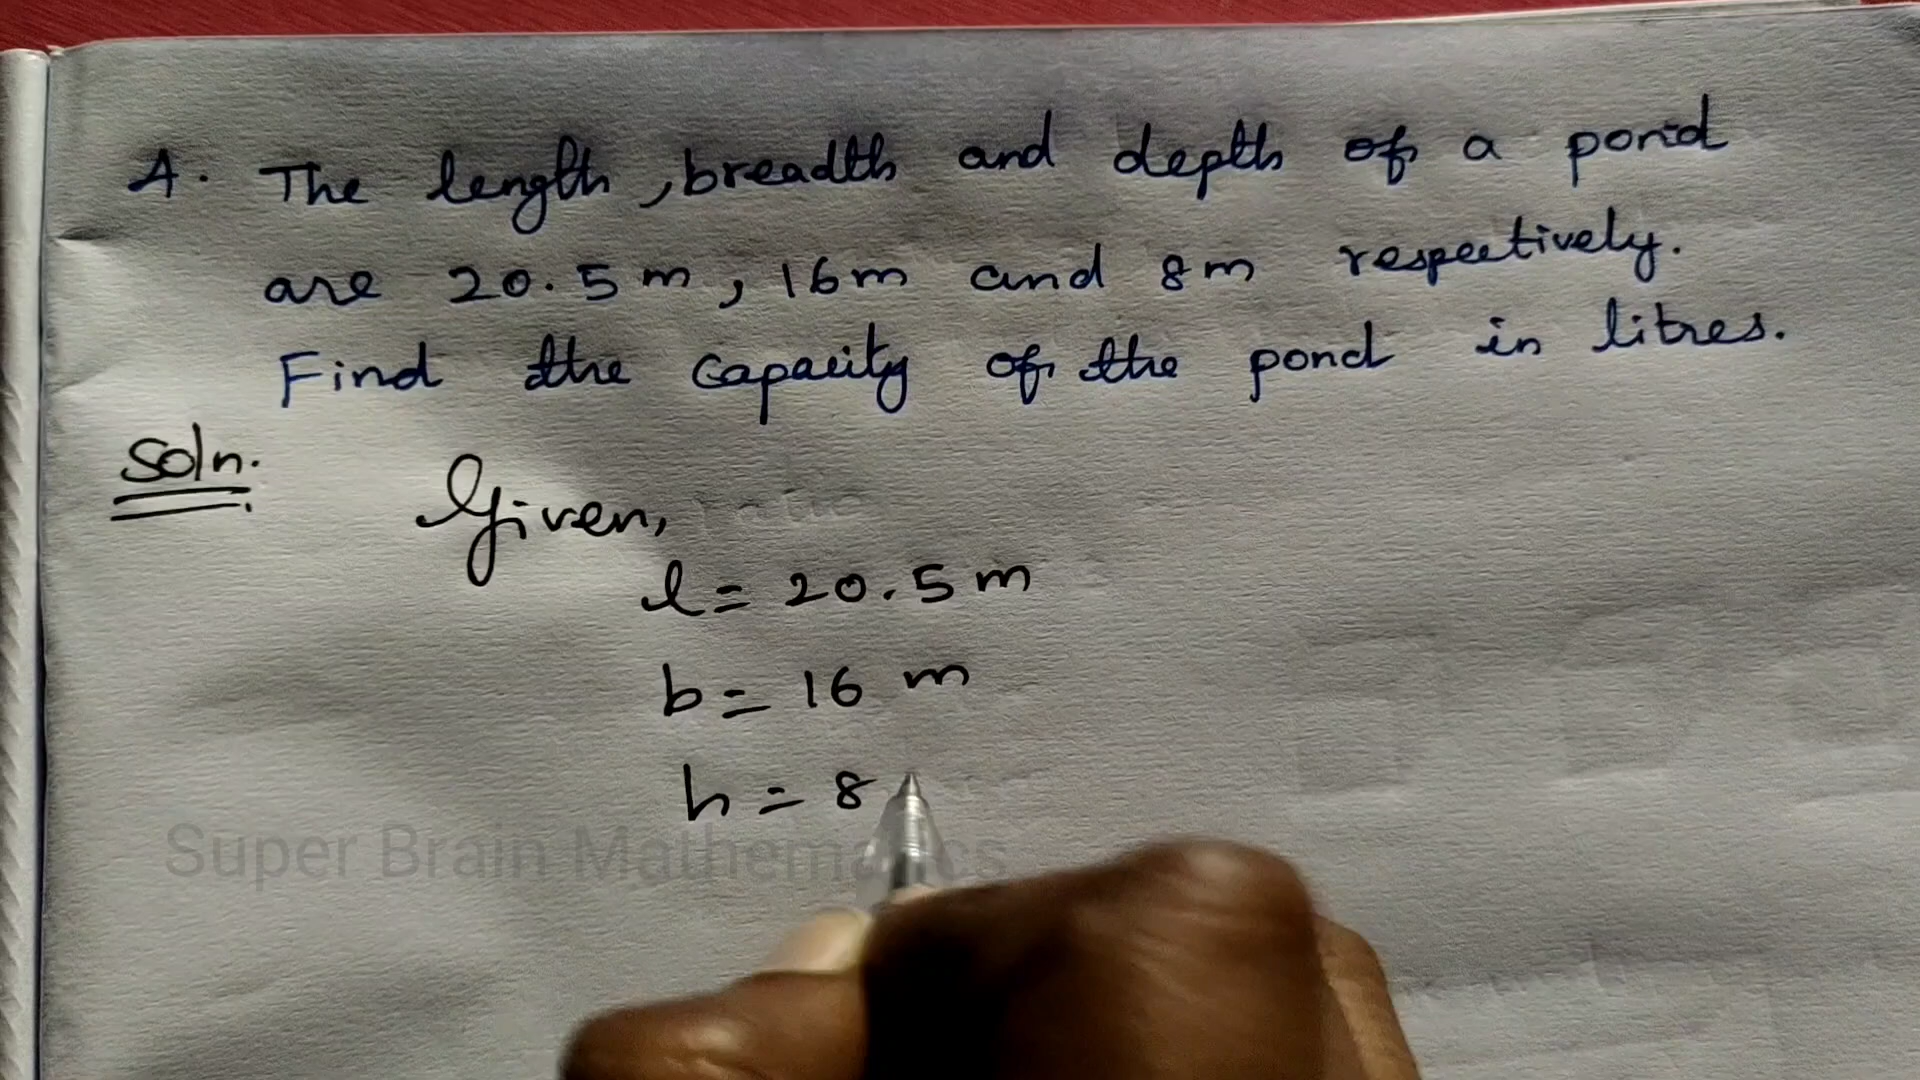 4. The length, breadth and depth of a pond
are 20.5 m, 16m and 8m respectively.
Find the capacity of the pond in litres.
Soln.
Given,
l = 20.5 m
b = 16 m
h = 8
Super Brain Mathematics